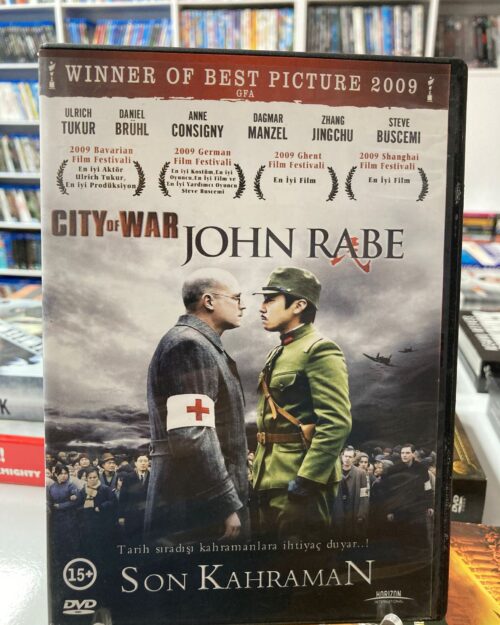 WINNER OF BEST PICTURE 2009
GFA
ULRICH TUKUR
DANIEL BRÜHL
ANNE CONSIGNY
DAGMAR MANZEL
ZHANG JINGCHU
STEVE BUSCEMI
2009 Bavarian
Film Festivali
En iyi Aktör
Ulrich Tukur,
En iyi Prodüksiyon
2009 German
Film Festivali
En iyi Kostüm,En iyi
Oyuncu,En iyi Film ve
En iyi Yardımcı Oyuncu
Steve Buscemi
2009 Ghent
Film Festivali
En iyi Film
2009 Shanghai
Film Festivali
En iyi Film
CITY OF WAR
JOHN RABE
K
MIGHTY
Tarih sıradışı kahramanlara ihtiyaç duyar..!
15+
SON KAHRAMAN
DVD
HORIZON
INTERNATIONAL